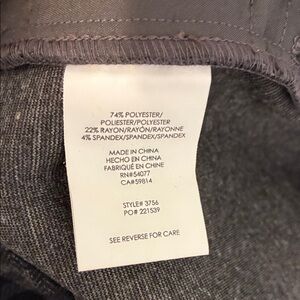 74% POLYESTER/
POLIESTER/POLYESTER
22% RAYON/RAYÓN/RAYONNE
4% SPANDEX/SPANDEX/SPANDEX
MADE IN CHINA
HECHO EN CHINA
FABRIQUÉ EN CHINE
RN#54077
CA#59814
STYLE# 3756
PO# 221539
SEE REVERSE FOR CARE